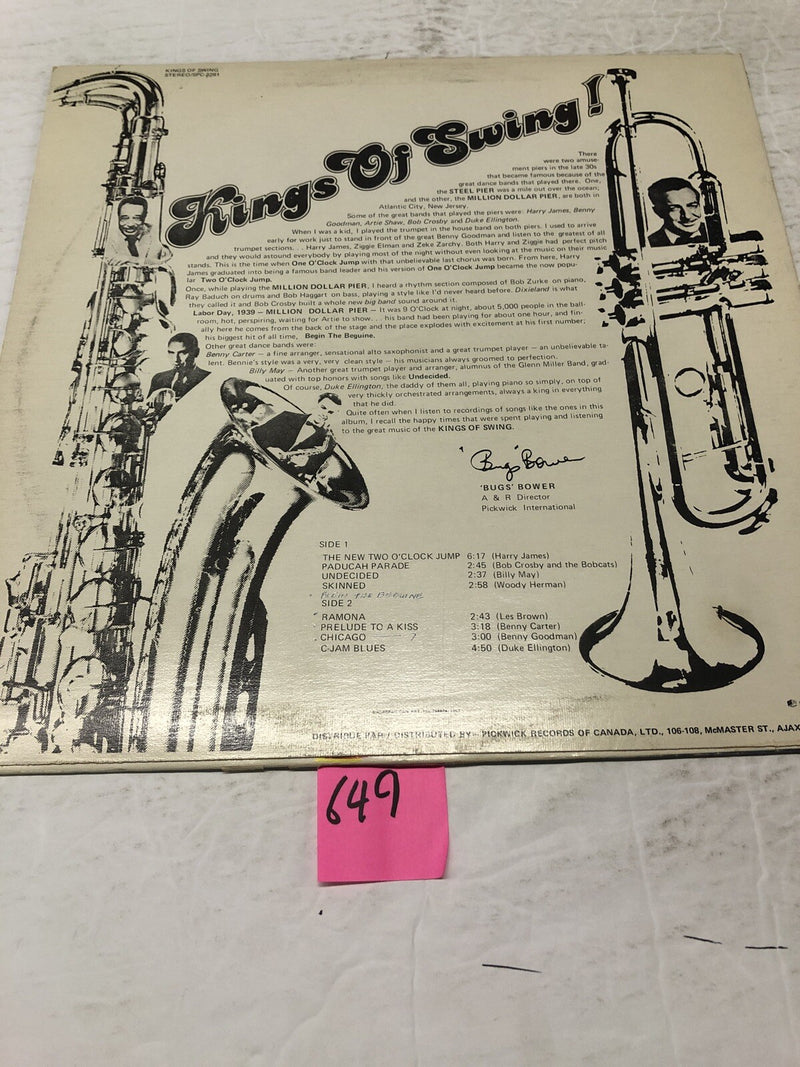 KINGS OF SWING
STEREO/SPC-3281
Kings Of Swing!
There
were two amuse-
ment piers in the late 30s
that became famous because of the
great dance bands that played there. One,
the STEEL PIER was a mile out over the ocean;
and the other, the MILLION DOLLAR PIER, are both in
Atlantic City, New Jersey.
Some of the great bands that played the piers were: Harry James, Benny
Goodman, Artie Shaw, Bob Crosby and Duke Ellington.
When I was a kid, I played the trumpet in the house band on both piers. I used to arrive
early for work just to stand in front of the great Benny Goodman and listen to the greatest of all
trumpet sections. . . Harry James, Ziggie Elman and Zeke Zarchy. Both Harry and Ziggie had perfect pitch
and they would astound everybody by playing most of the night without even looking at the music on their music
stands. This is the time when One O'Clock Jump with that unbelievable last chorus was born. From here, Harry
James graduated into being a famous band leader and his version of One O'Clock Jump became the now popu-
lar Two O'Clock Jump.
Once, while playing the MILLION DOLLAR PIER, I heard a rhythm section composed of Bob Zurke on piano,
Ray Baduch on drums and Bob Haggart on bass, playing a style like I'd never heard before. Dixieland is what
they called it and Bob Crosby built a whole new big band sound around it.
Labor Day, 1939 – MILLION DOLLAR PIER – It was 9 O'Clock at night, about 5,000 people in the ball-
room, hot, perspiring, waiting for Artie to show. . . his band had been playing for about one hour, and fin-
ally here he comes from the back of the stage and the place explodes with excitement at his first number;
his biggest hit of all time, Begin The Beguine.
Other great dance bands were:
Benny Carter – a fine arranger, sensational alto saxophonist and a great trumpet player – an unbelievable ta-
lent. Bennie's style was a very, very clean style – his musicians always groomed to perfection.
Billy May – Another great trumpet player and arranger, alumnus of the Glenn Miller Band, grad-
uated with top honors with songs like Undecided.
Of course, Duke Ellington, the daddy of them all, playing piano so simply, on top of
very thickly orchestrated arrangements, always a king in everything
that he did.
Quite often when I listen to recordings of songs like the ones in this
album, I recall the happy times that were spent playing and listening
to the great music of the KINGS OF SWING.
'Bugs' Bower
'BUGS' BOWER
A & R Director
Pickwick International
SIDE 1
THE NEW TWO O'CLOCK JUMP 6:17 (Harry James)
PADUCAH PARADE 2:45 (Bob Crosby and the Bobcats)
UNDECIDED 2:37 (Billy May)
SKINNED 2:58 (Woody Herman)
THE BEGUINE
SIDE 2
RAMONA 2:43 (Les Brown)
PRELUDE TO A KISS 3:18 (Benny Carter)
CHICAGO ? 3:00 (Benny Goodman)
C-JAM BLUES 4:50 (Duke Ellington)
DISTRIBUE PAR / DISTRIBUTED BY – PICKWICK RECORDS OF CANADA, LTD., 106-108, McMASTER ST., AJAX
649